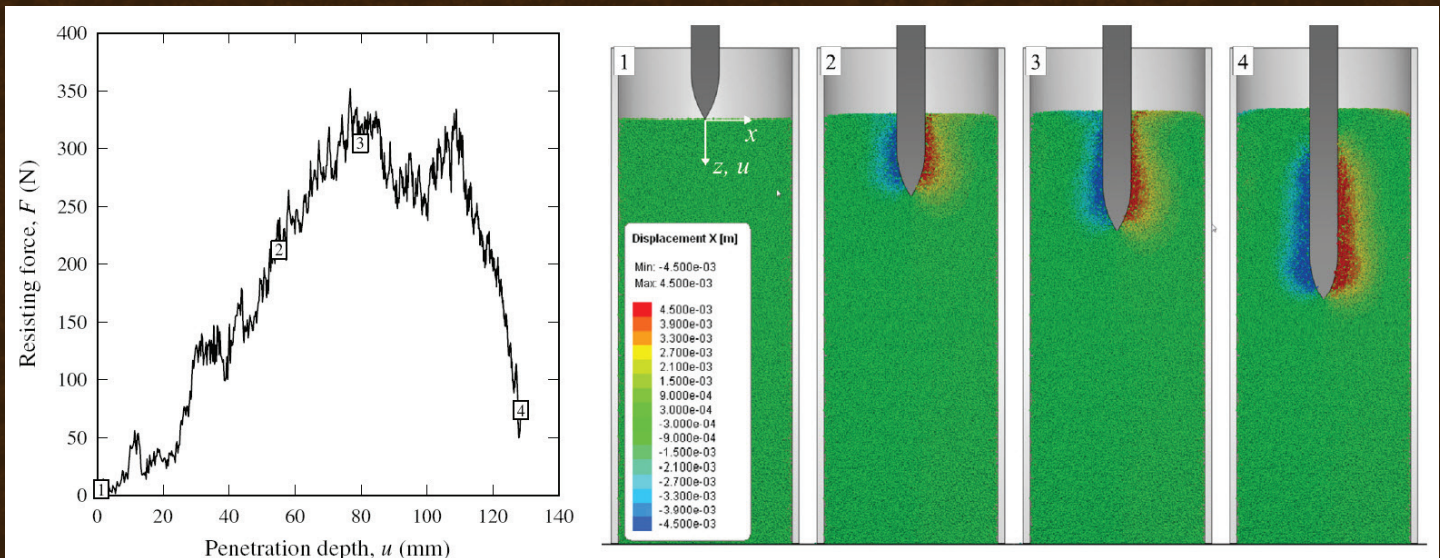 400
350
300
250
200
150
100
50
0
Resisting force, F (N)
1
2
3
4
0 20 40 60 80 100 120 140
Penetration depth, u (mm)
1
x
z, u
Displacement X [m]
Min: -4.500e-03
Max: 4.500e-03
4.500e-03
3.900e-03
3.300e-03
2.700e-03
2.100e-03
1.500e-03
9.000e-04
3.000e-04
-3.000e-04
-9.000e-04
-1.500e-03
-2.100e-03
-2.700e-03
-3.300e-03
-3.900e-03
-4.500e-03
2
3
4